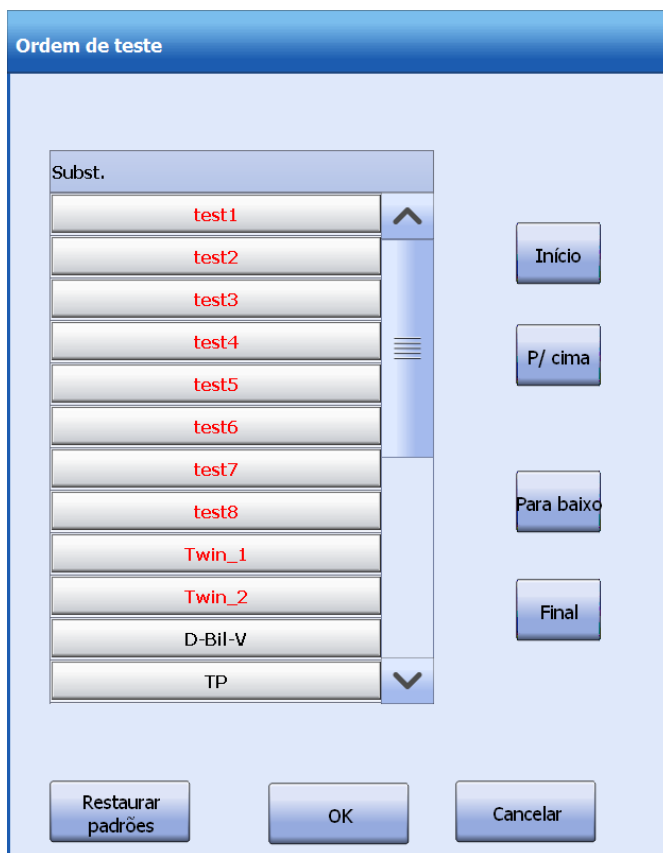 Ordem de teste
Subst.
test1
test2
test3
test4
test5
test6
test7
test8
Twin_1
Twin_2
D-Bil-V
TP
Início
P/ cima
Para baixo
Final
Restaurar
padrões
OK
Cancelar